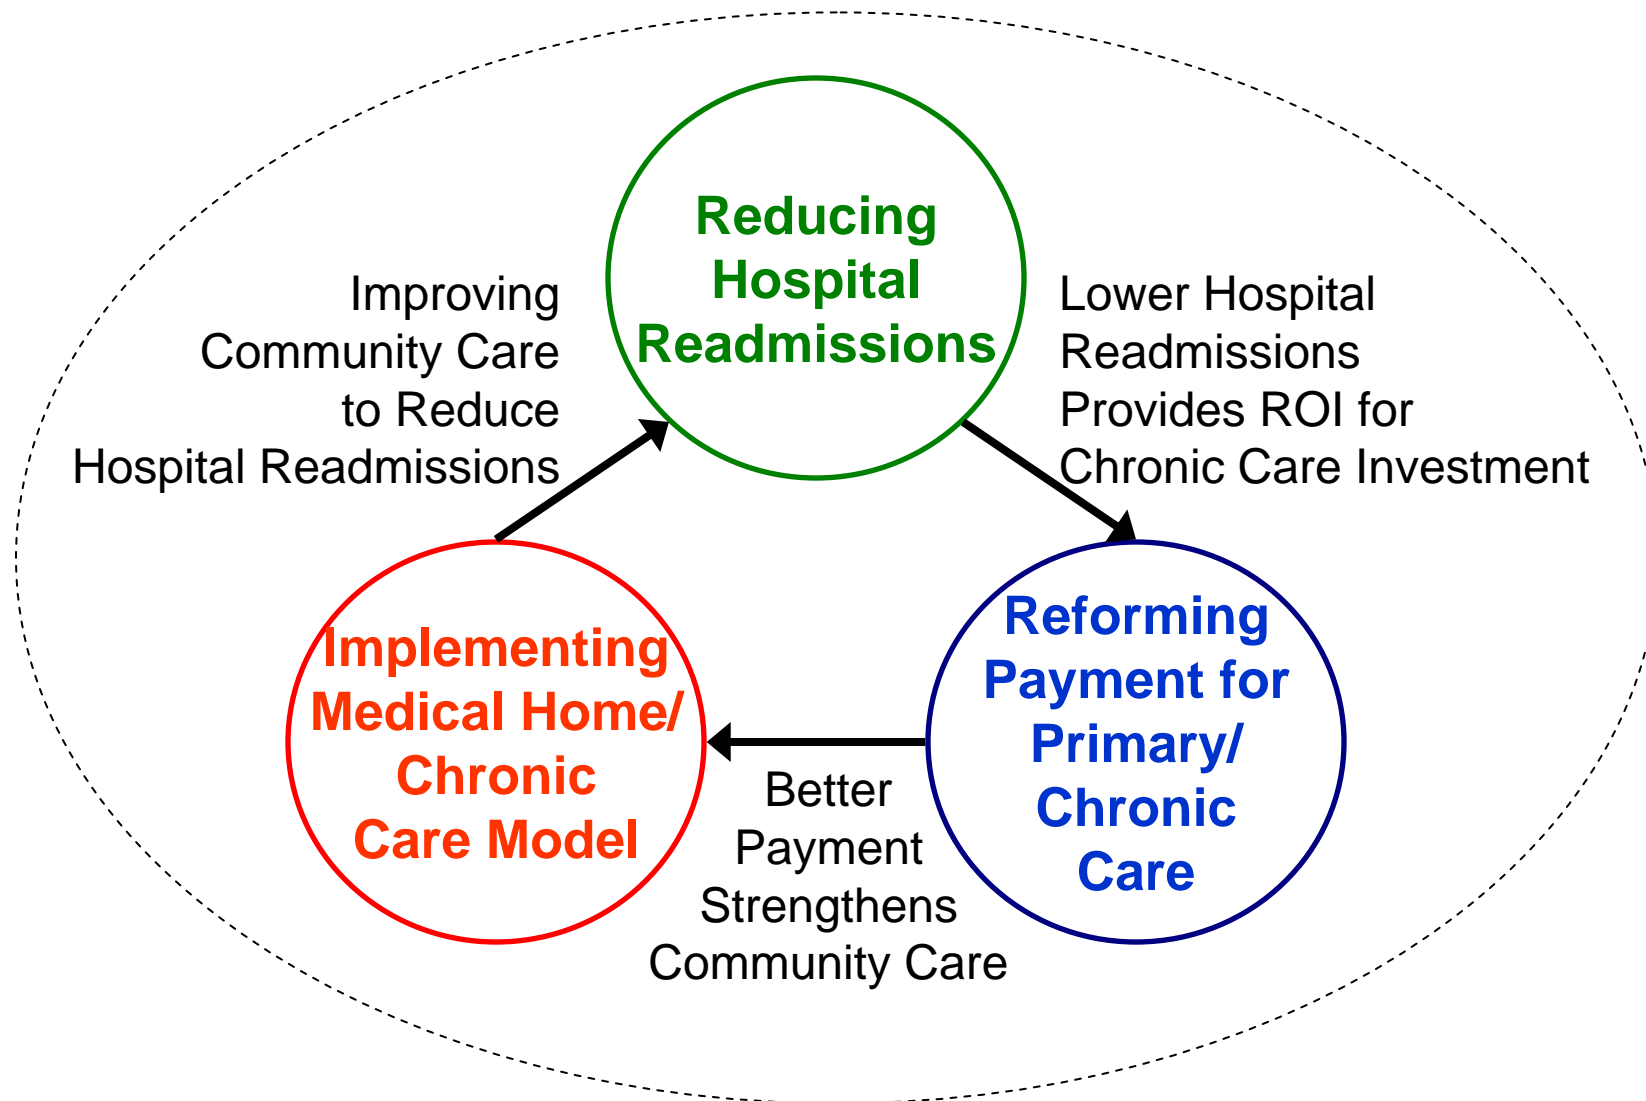 Reducing
Hospital
Readmissions
Improving
Community Care
to Reduce
Hospital Readmissions
Lower Hospital
Readmissions
Provides ROI for
Chronic Care Investment
Implementing
Medical Home/
Chronic
Care Model
Better
Payment
Strengthens
Community Care
Reforming
Payment for
Primary/
Chronic
Care